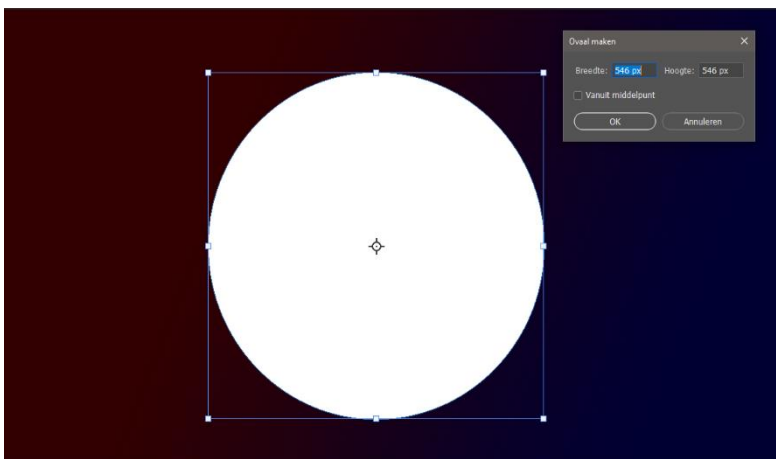 Ovaal maken
Breedte: 546 px Hoogte: 546 px
Vanuit middelpunt
OK Annuleren